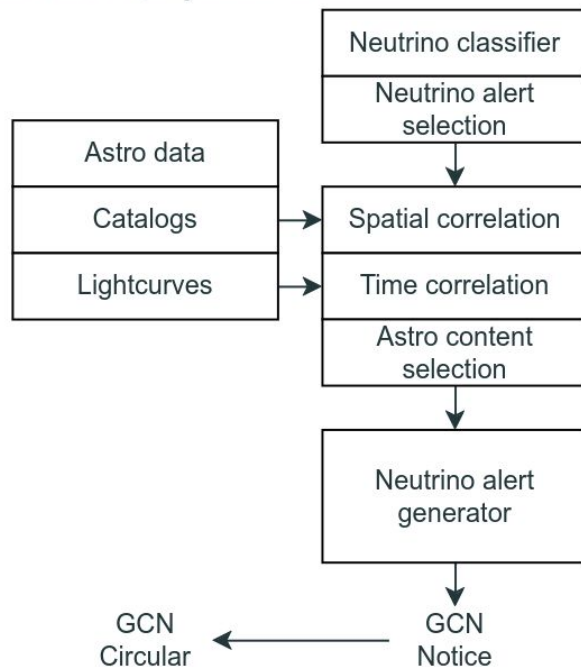 Neutrino classifier
Neutrino alert
selection
Astro data
Catalogs
Lightcurves
Spatial correlation
Time correlation
Astro content
selection
Neutrino alert
generator
GCN
Circular
GCN
Notice